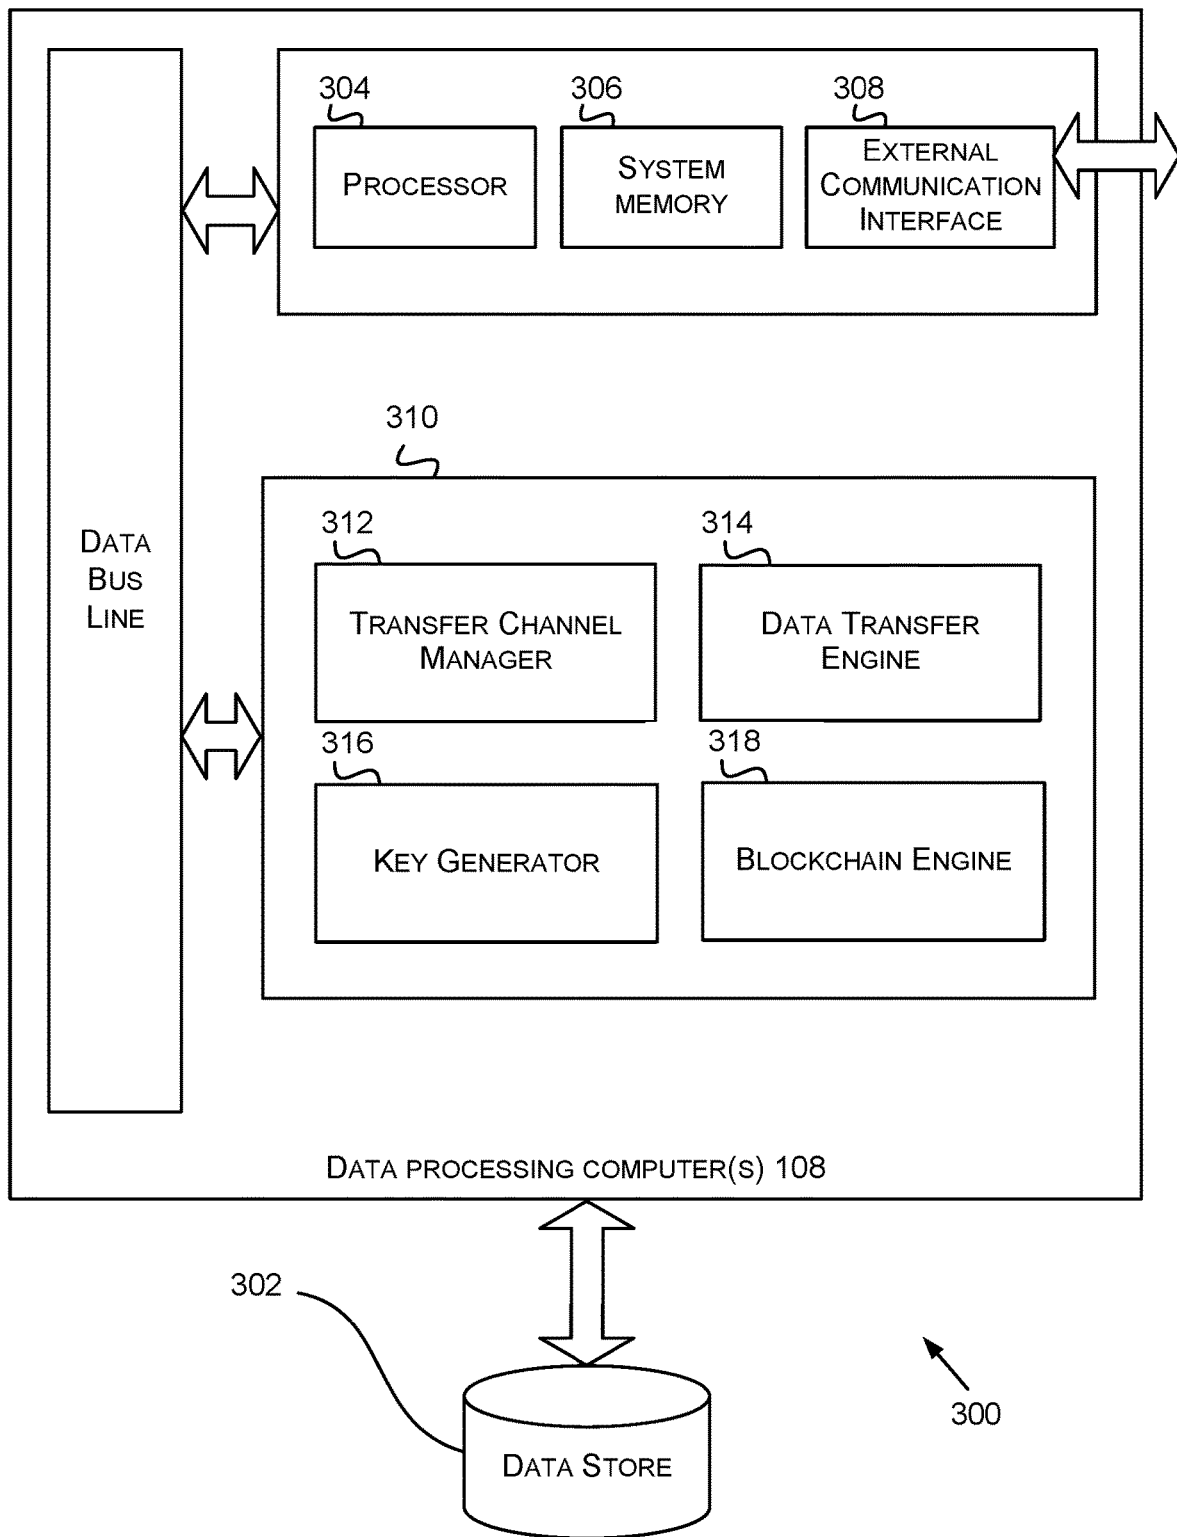 304
306
308
PROCESSOR
SYSTEM
MEMORY
EXTERNAL
COMMUNICATION
INTERFACE
310
DATA
BUS
LINE
312
314
TRANSFER CHANNEL
MANAGER
DATA TRANSFER
ENGINE
316
318
KEY GENERATOR
BLOCKCHAIN ENGINE
DATA PROCESSING COMPUTER(S) 108
302
300
DATA STORE